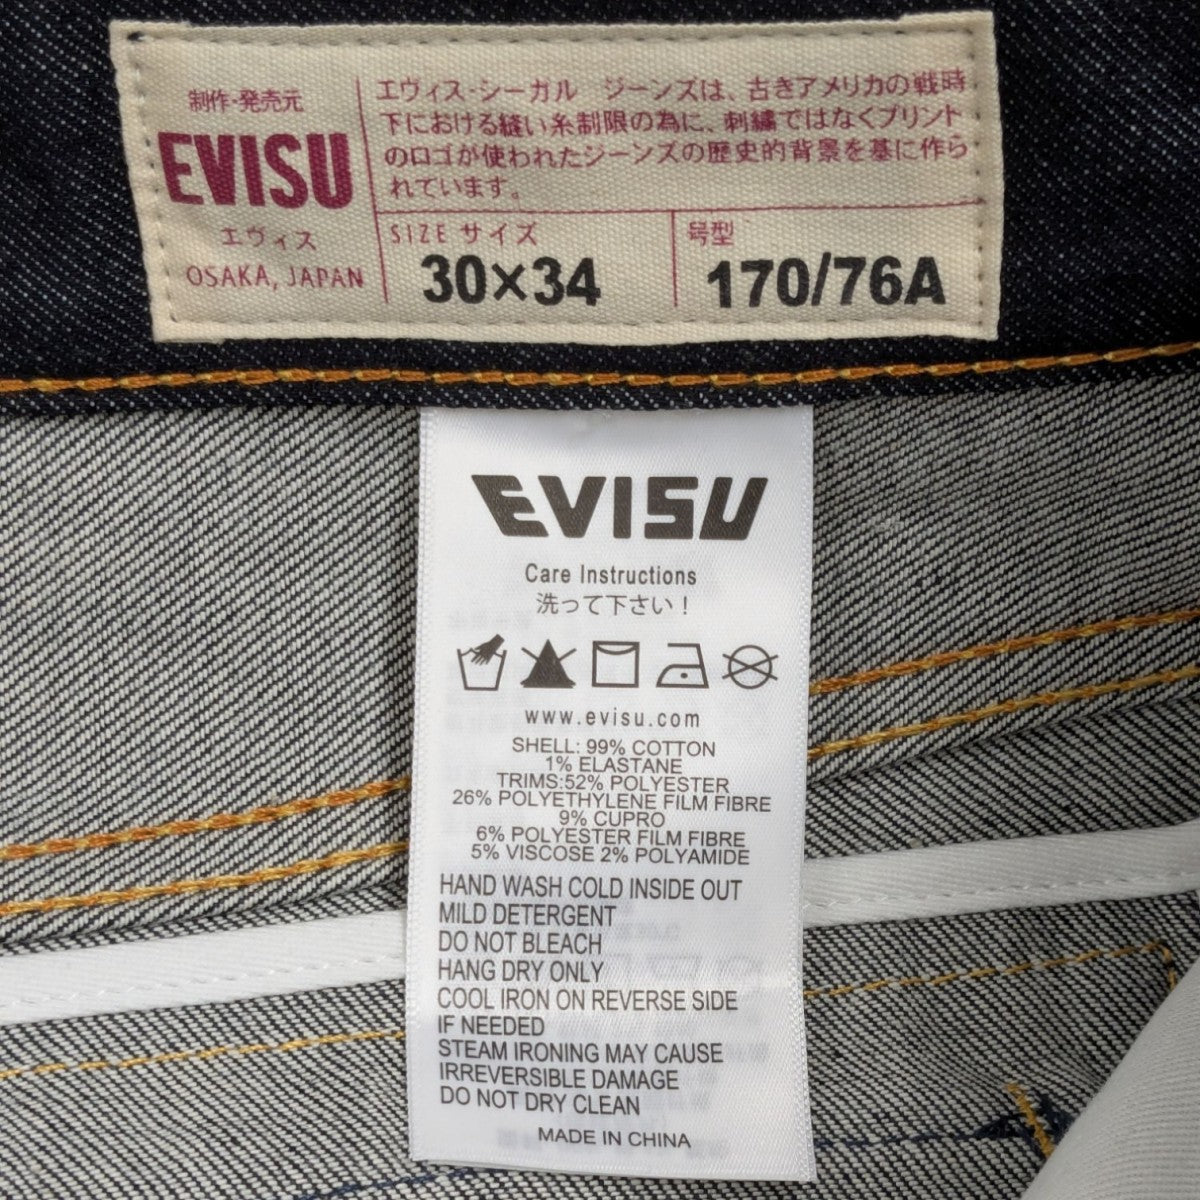 制作・発売元
EVISU
エヴィス
OSAKA, JAPAN
エヴィス・シーガル ジーンズは、古きアメリカの戦時
下における縫い糸制限の為に、刺繍ではなくプリント
のロゴが使われたジーンズの歴史的背景を基に作ら
れています。
SIZE サイズ
30×34
号型
170/76A
EVISU
Care Instructions
洗って下さい！
www.evisu.com
SHELL: 99% COTTON
1% ELASTANE
TRIMS:52% POLYESTER
26% POLYETHYLENE FILM FIBRE
9% CUPRO
6% POLYESTER FILM FIBRE
5% VISCOSE 2% POLYAMIDE
HAND WASH COLD INSIDE OUT
MILD DETERGENT
DO NOT BLEACH
HANG DRY ONLY
COOL IRON ON REVERSE SIDE
IF NEEDED
STEAM IRONING MAY CAUSE
IRREVERSIBLE DAMAGE
DO NOT DRY CLEAN
MADE IN CHINA